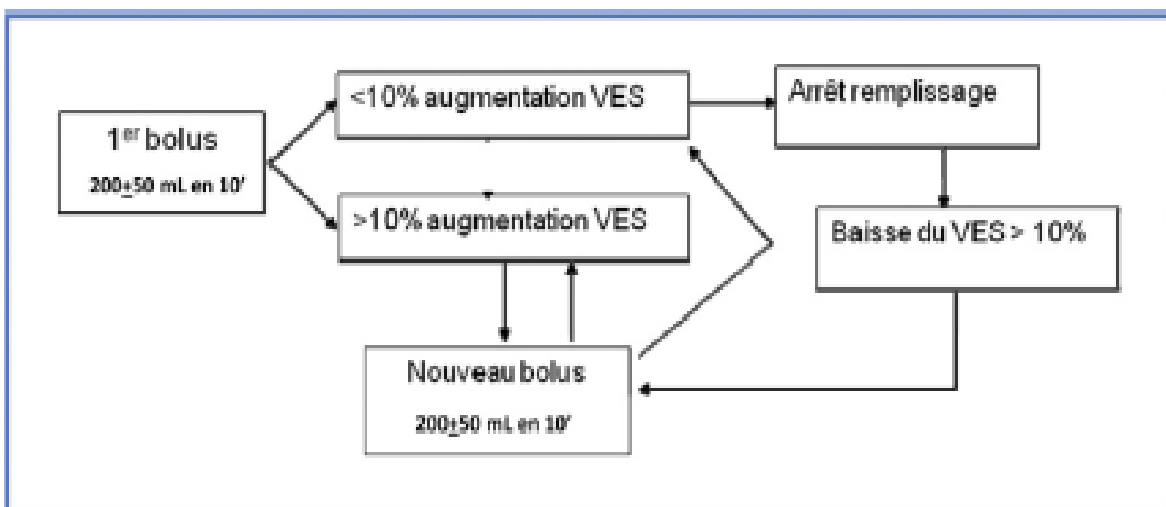 1er bolus
200±50 mL en 10'
<10% augmentation VES
>10% augmentation VES
Nouveau bolus
200±50 mL en 10'
Arrêt remplissage
Baisse du VES > 10%